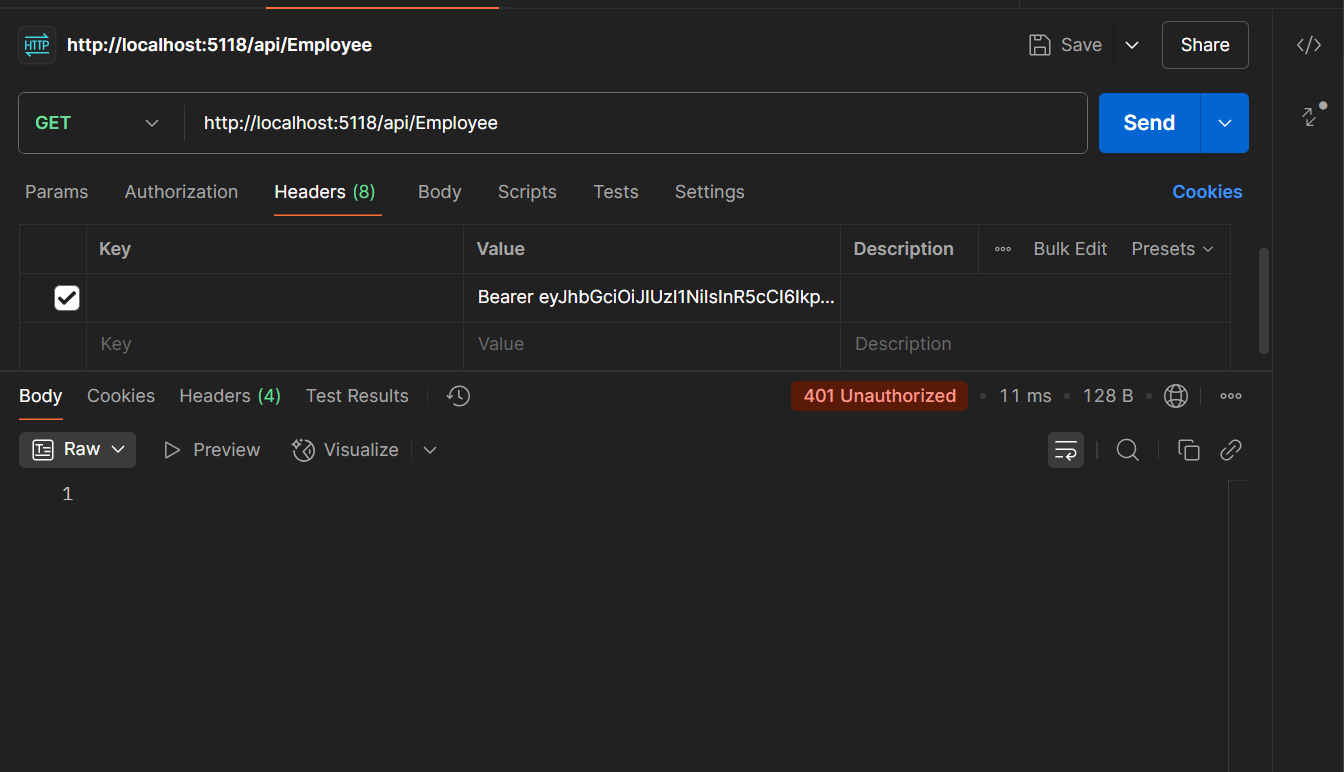 HTTP http://localhost:5118/api/Employee Save Share
GET http://localhost:5118/api/Employee Send
Params Authorization Headers (8) Body Scripts Tests Settings Cookies
Key Value Description Bulk Edit Presets
Bearer eyJhbGciOiJIUzI1NiIsInR5cCI6Ikp...
Key Value Description
Body Cookies Headers (4) Test Results 401 Unauthorized • 11 ms • 128 B •
Raw Preview Visualize
1